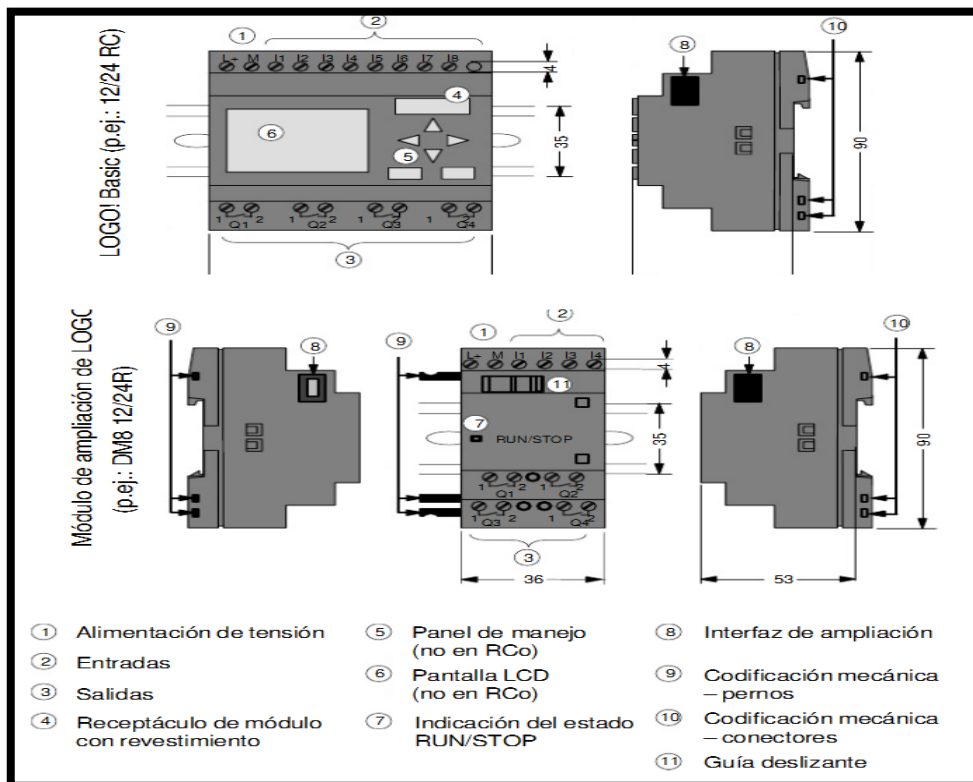 LOGO! Basic (p.ej.: 12/24 RC)
1 2 8 10
L+ M I1 I2 I3 I4 I5 I6 I7 I8
4
4
6
5
35
90
1 2 1 2 1 2 1 2
Q1 Q2 Q3 Q4
3
Módulo de ampliación de LOGO
(p.ej.: DM8 12/24R)
9 8 9 1 2 8 10
L+ M I1 I2 I3 I4
4
11
7 RUN/STOP
35
90
1 2 1 2
Q1 Q2
1 2 1 2
Q3 Q4
3
36
53
1 Alimentación de tensión
2 Entradas
3 Salidas
4 Receptáculo de módulo
con revestimiento
5 Panel de manejo
(no en RCo)
6 Pantalla LCD
(no en RCo)
7 Indicación del estado
RUN/STOP
8 Interfaz de ampliación
9 Codificación mecánica
– pernos
10 Codificación mecánica
– conectores
11 Guía deslizante